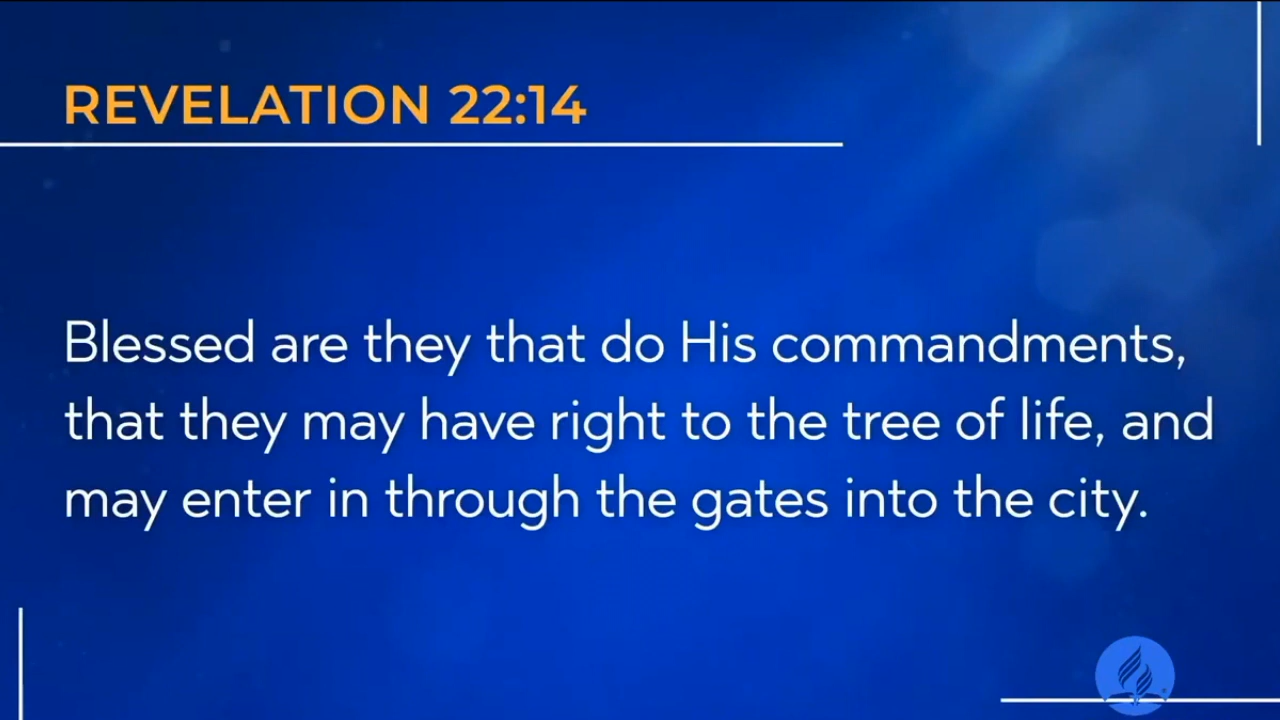 REVELATION 22:14
Blessed are they that do His commandments,
that they may have right to the tree of life, and
may enter in through the gates into the city.